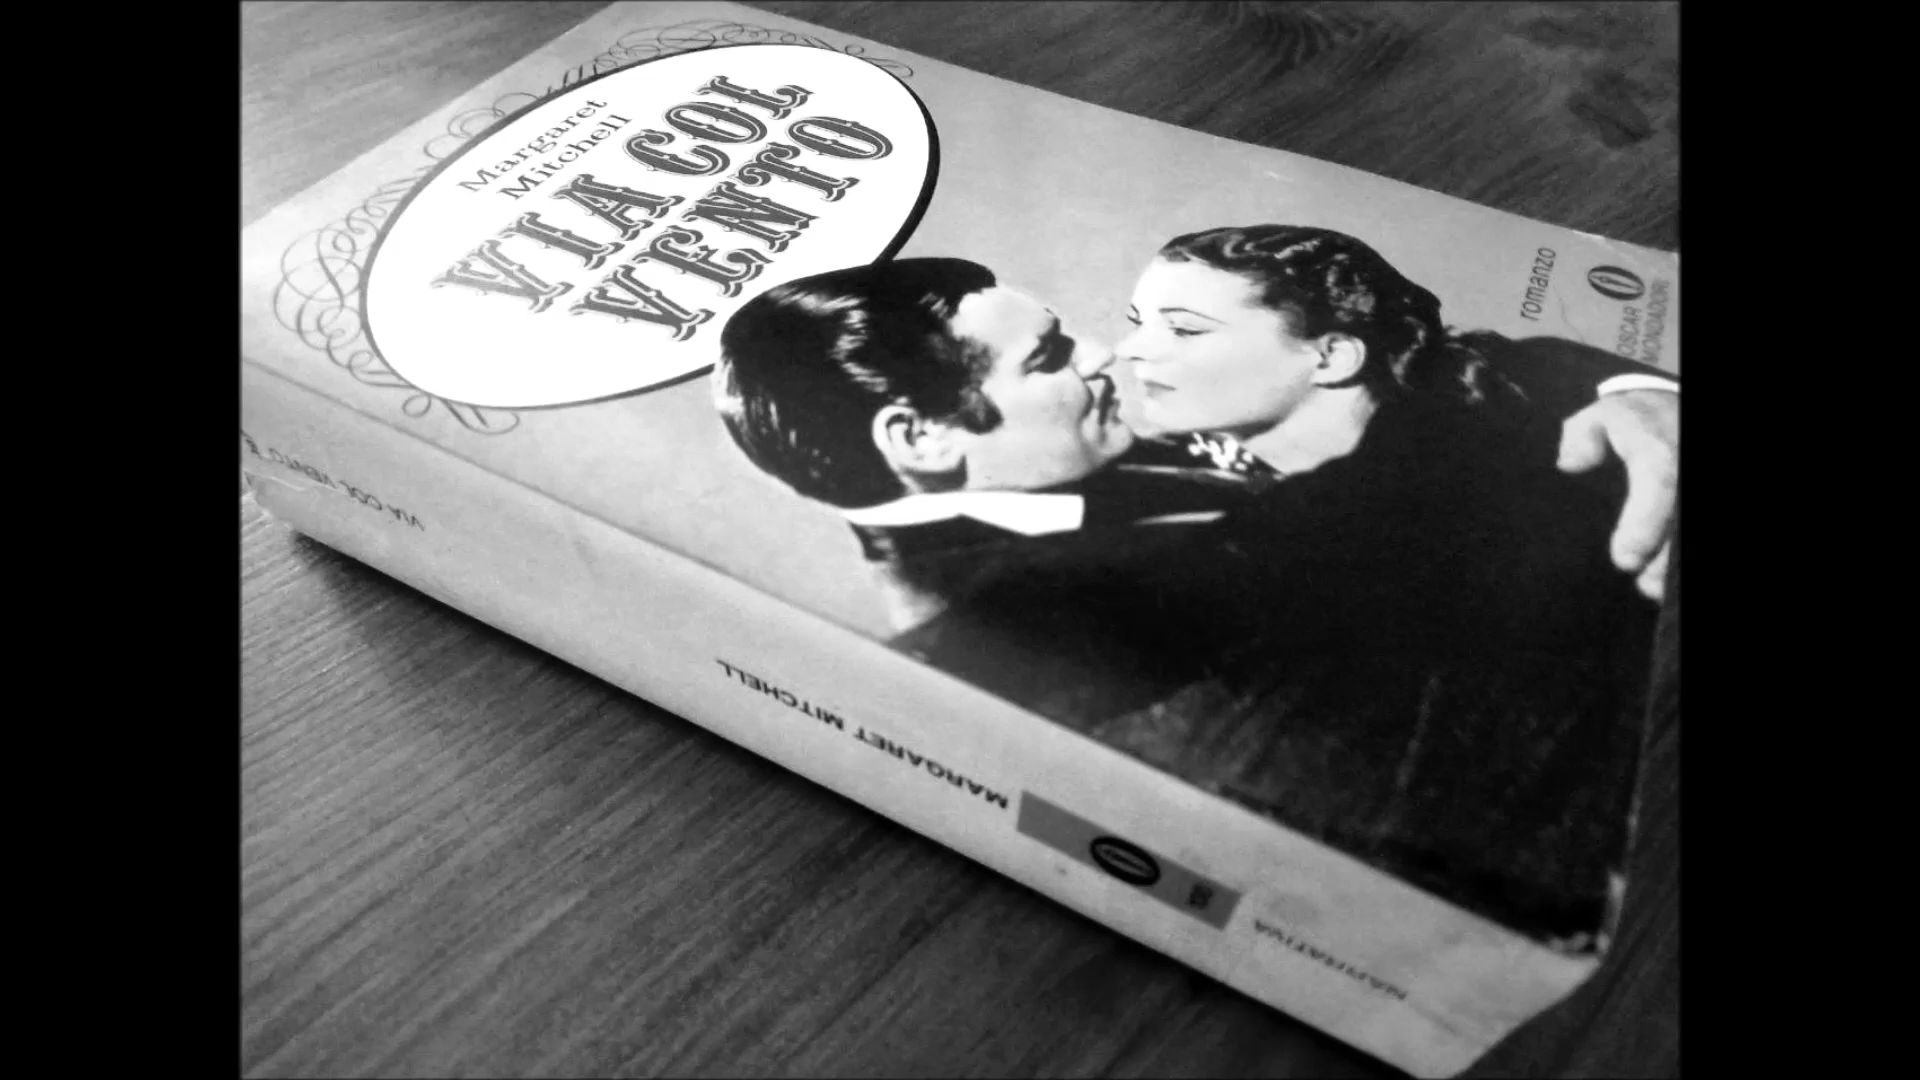 Margaret
Mitchell
VIA COL
VENTO
romanzo
OSCAR
MONDADORI
VIA COL VENTO
MARGARET MITCHELL
NARRATIVA